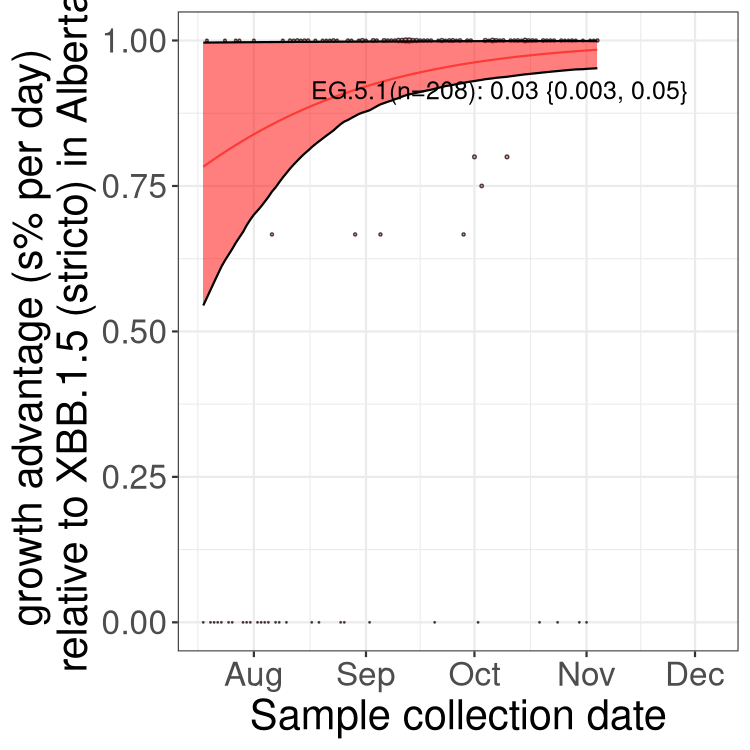 growth advantage (s% per day)
relative to XBB.1.5 (stricto) in Alberta
1.00
0.75
0.50
0.25
0.00
EG.5.1(n=208): 0.03 {0.003, 0.05}
Aug Sep Oct Nov Dec
Sample collection date